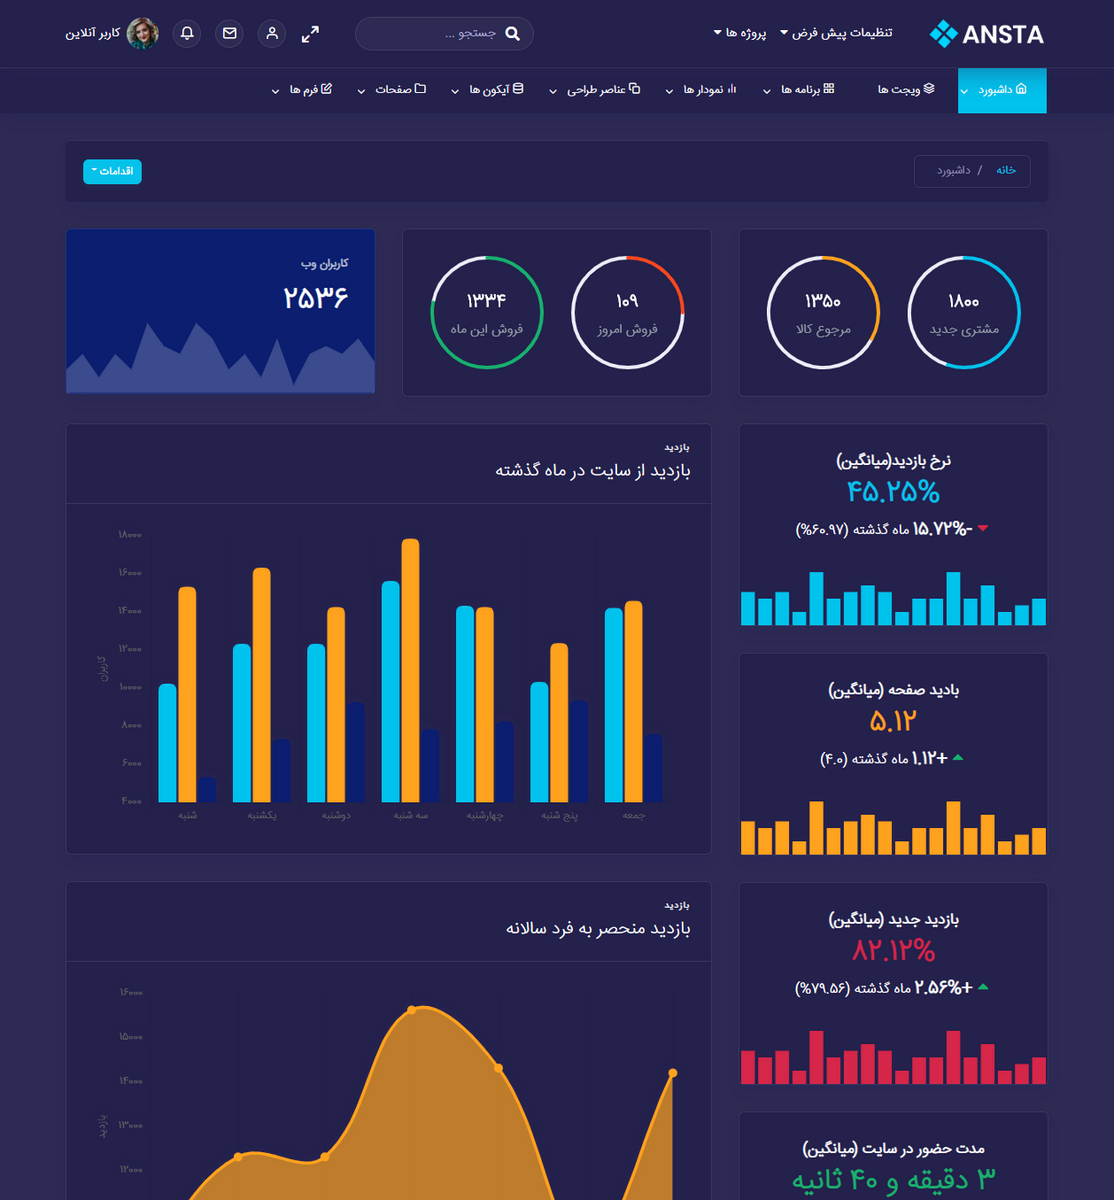 ANSTA
تنظیمات پیش فرض
پروژه ها
جستجو ...
کاربر آنلاین
داشبورد
ویجت ها
برنامه ها
نمودار ها
عناصر طراحی
آیکون ها
صفحات
فرم ها
خانه / داشبورد
اقدامات
۱۸۰۰
مشتری جدید
۱۳۵۰
مرجوع کالا
۱۰۹
فروش امروز
۱۳۳۴
فروش این ماه
کاربران وب
۲۵۳۶
نرخ بازدید(میانگین)
۴۵.۲۵%
-۱۵.۷۲% ماه گذشته (۶۰.۹۷%)
بازدید
بازدید از سایت در ماه گذشته
۱۸۰۰۰
۱۶۰۰۰
۱۴۰۰۰
۱۲۰۰۰
۱۰۰۰۰
۸۰۰۰
۶۰۰۰
۴۰۰۰
کاربران
شنبه
یکشنبه
دوشنبه
سه شنبه
چهارشنبه
پنج شنبه
جمعه
بادید صفحه (میانگین)
۵.۱۲
+۱.۱۲ ماه گذشته (۴.۰)
بازدید جدید (میانگین)
۸۲.۱۲%
+۲.۵۶% ماه گذشته (۷۹.۵۶%)
بازدید
بازدید منحصر به فرد سالانه
۱۶۰۰۰
۱۵۰۰۰
۱۴۰۰۰
۱۳۰۰۰
۱۲۰۰۰
بازدید
مدت حضور در سایت (میانگین)
۳ دقیقه و ۴۰ ثانیه